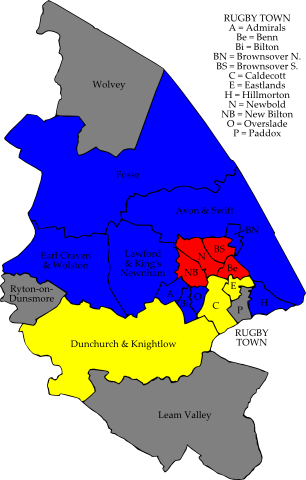 RUGBY TOWN
A = Admirals
Be = Benn
Bi = Bilton
BN = Brownsover N.
BS = Brownsover S.
C = Caldecott
E = Eastlands
H = Hillmorton
N = Newbold
NB = New Bilton
O = Overslade
P = Paddox
Wolvey
Fosse
Avon & Swift
BN
BS
N
Be
Earl Craven
& Wolston
Lawford
& King's
Newnham
NB
Ryton-on-
Dunsmore
E
A
Bi
O
C
P
H
RUGBY
TOWN
Dunchurch & Knightlow
Leam Valley